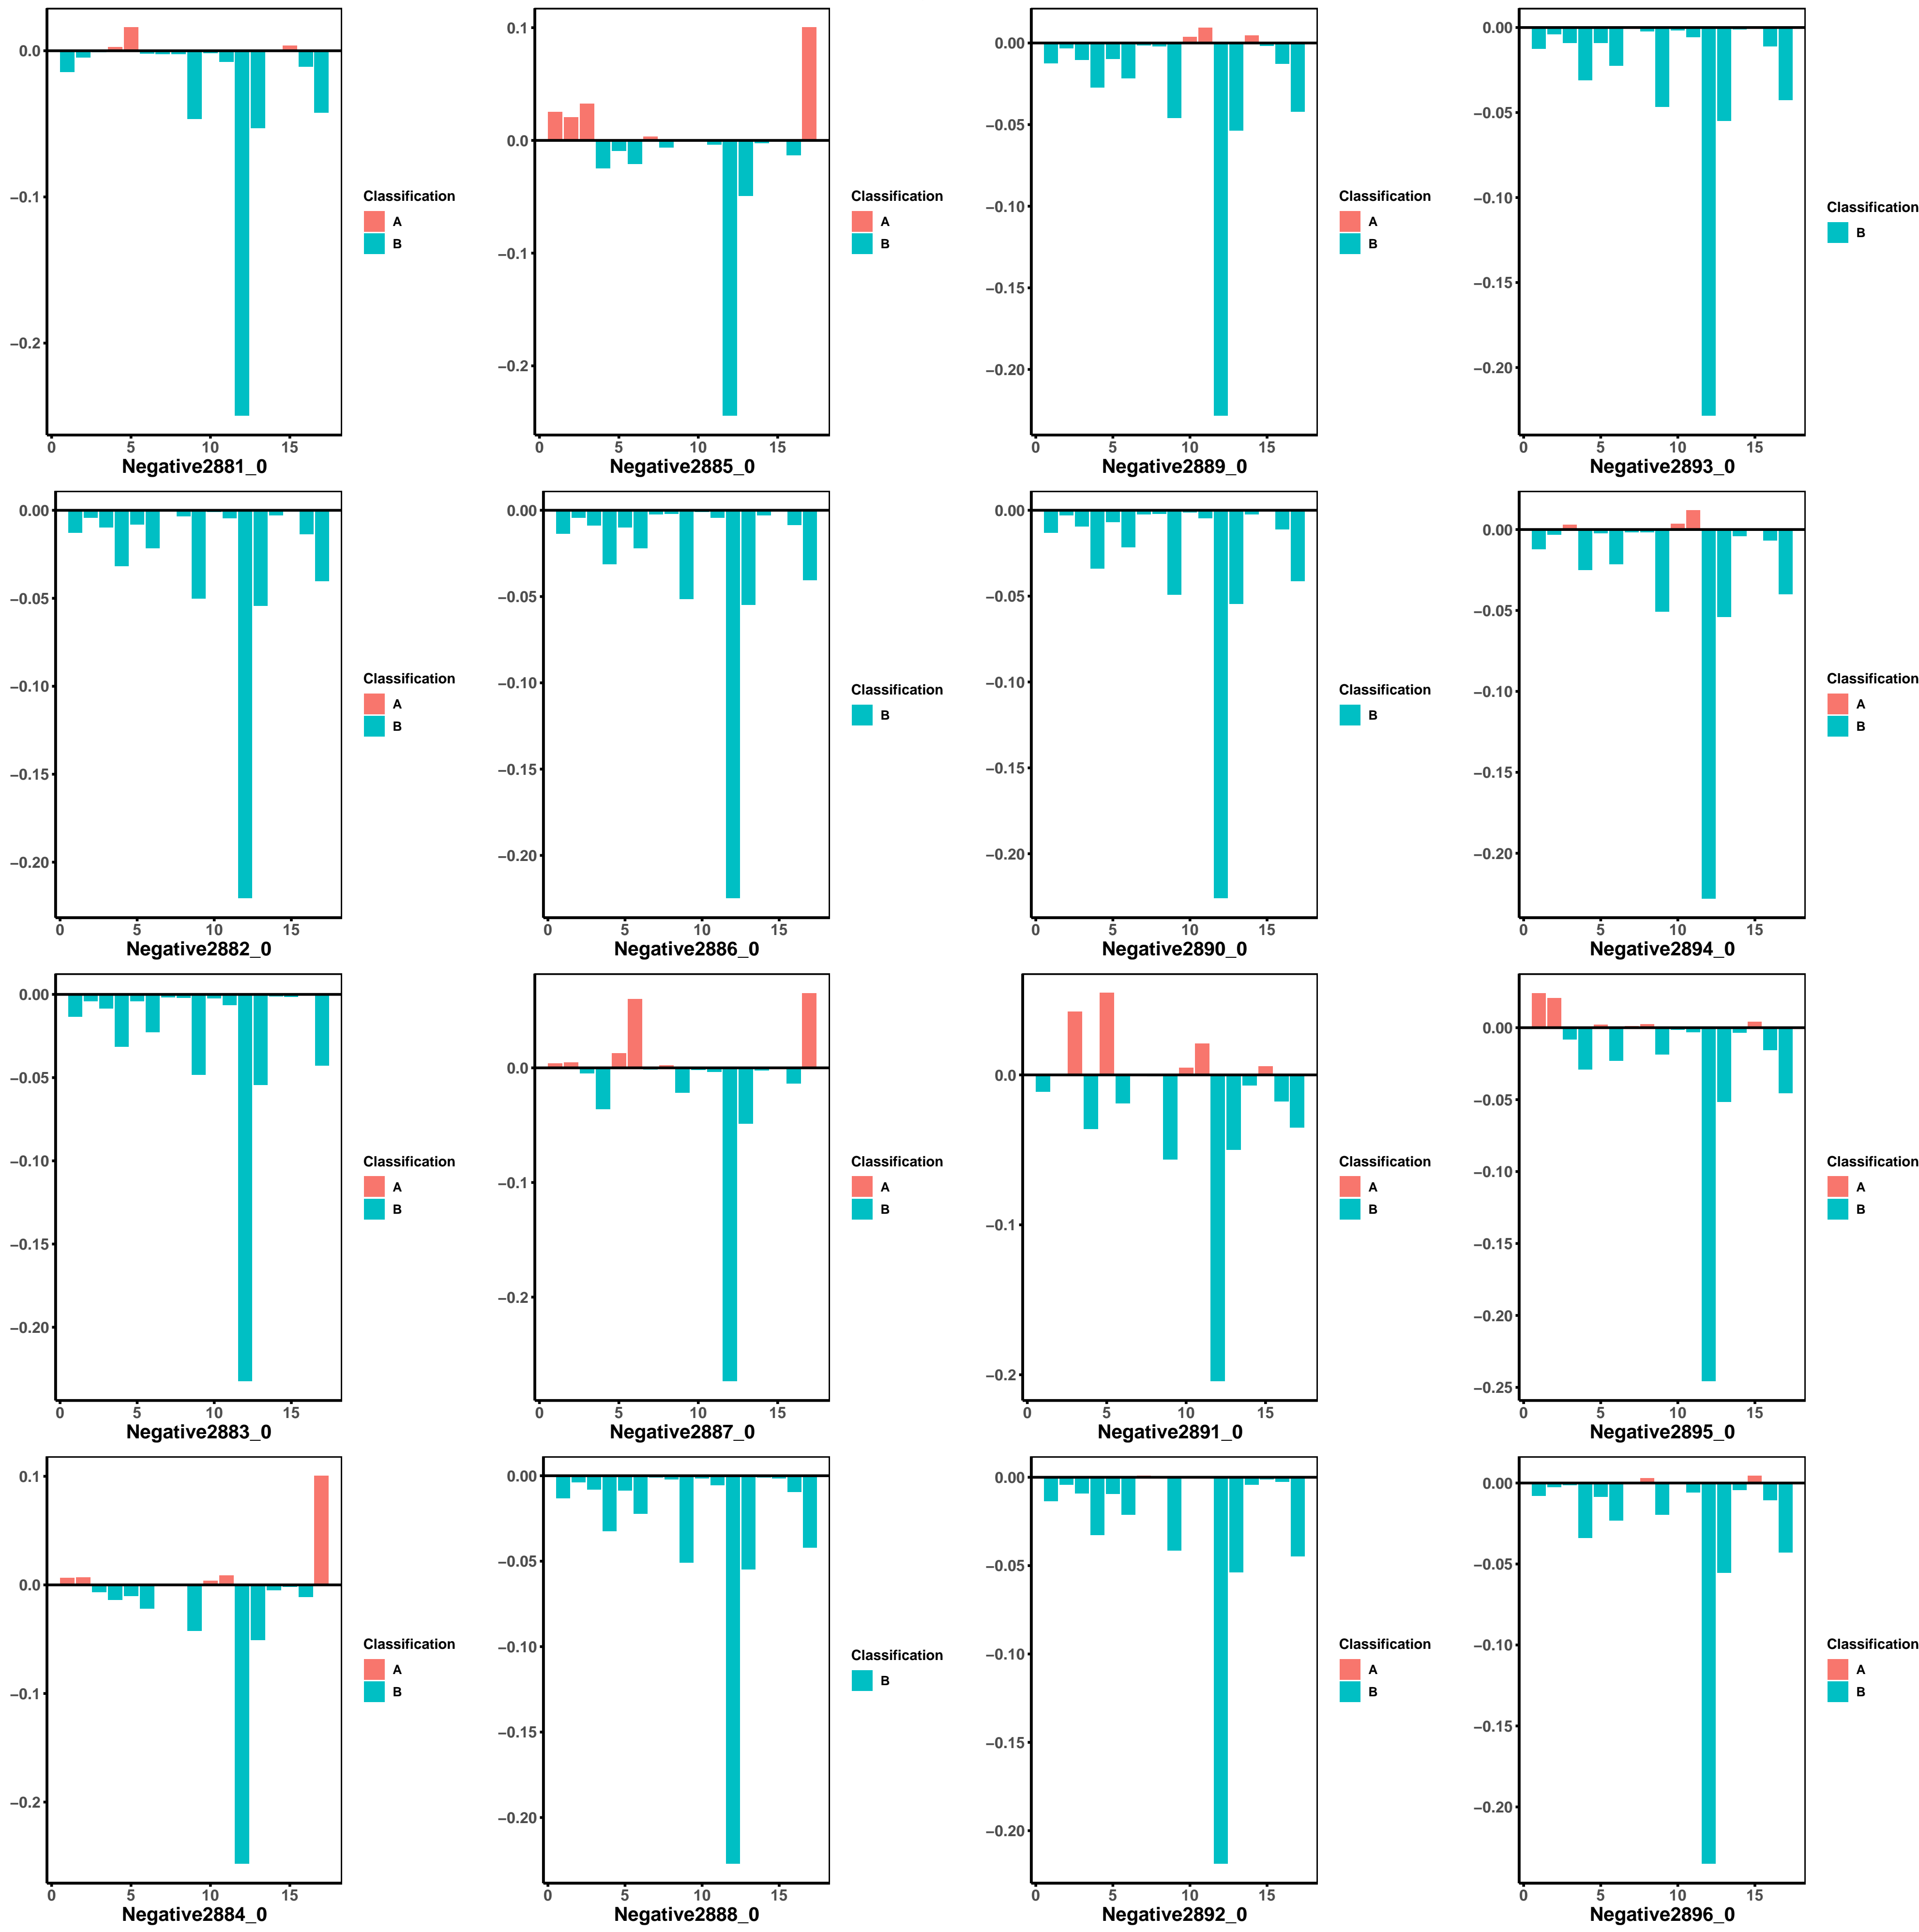 0.0
−0.1
−0.2
0 5 10 15
Negative2881_0
Classification
A
B
0.1
0.0
−0.1
−0.2
0 5 10 15
Negative2885_0
Classification
A
B
0.00
−0.05
−0.10
−0.15
−0.20
0 5 10 15
Negative2889_0
Classification
A
B
0.00
−0.05
−0.10
−0.15
−0.20
0 5 10 15
Negative2893_0
Classification
B
0.00
−0.05
−0.10
−0.15
−0.20
0 5 10 15
Negative2882_0
Classification
A
B
0.00
−0.05
−0.10
−0.15
−0.20
0 5 10 15
Negative2886_0
Classification
B
0.00
−0.05
−0.10
−0.15
−0.20
0 5 10 15
Negative2890_0
Classification
B
0.00
−0.05
−0.10
−0.15
−0.20
0 5 10 15
Negative2894_0
Classification
A
B
0.00
−0.05
−0.10
−0.15
−0.20
0 5 10 15
Negative2883_0
Classification
A
B
0.0
−0.1
−0.2
0 5 10 15
Negative2887_0
Classification
A
B
0.0
−0.1
−0.2
0 5 10 15
Negative2891_0
Classification
A
B
0.00
−0.05
−0.10
−0.15
−0.20
−0.25
0 5 10 15
Negative2895_0
Classification
A
B
0.1
0.0
−0.1
−0.2
0 5 10 15
Negative2884_0
Classification
A
B
0.00
−0.05
−0.10
−0.15
−0.20
0 5 10 15
Negative2888_0
Classification
B
0.00
−0.05
−0.10
−0.15
−0.20
0 5 10 15
Negative2892_0
Classification
A
B
0.00
−0.05
−0.10
−0.15
−0.20
0 5 10 15
Negative2896_0
Classification
A
B